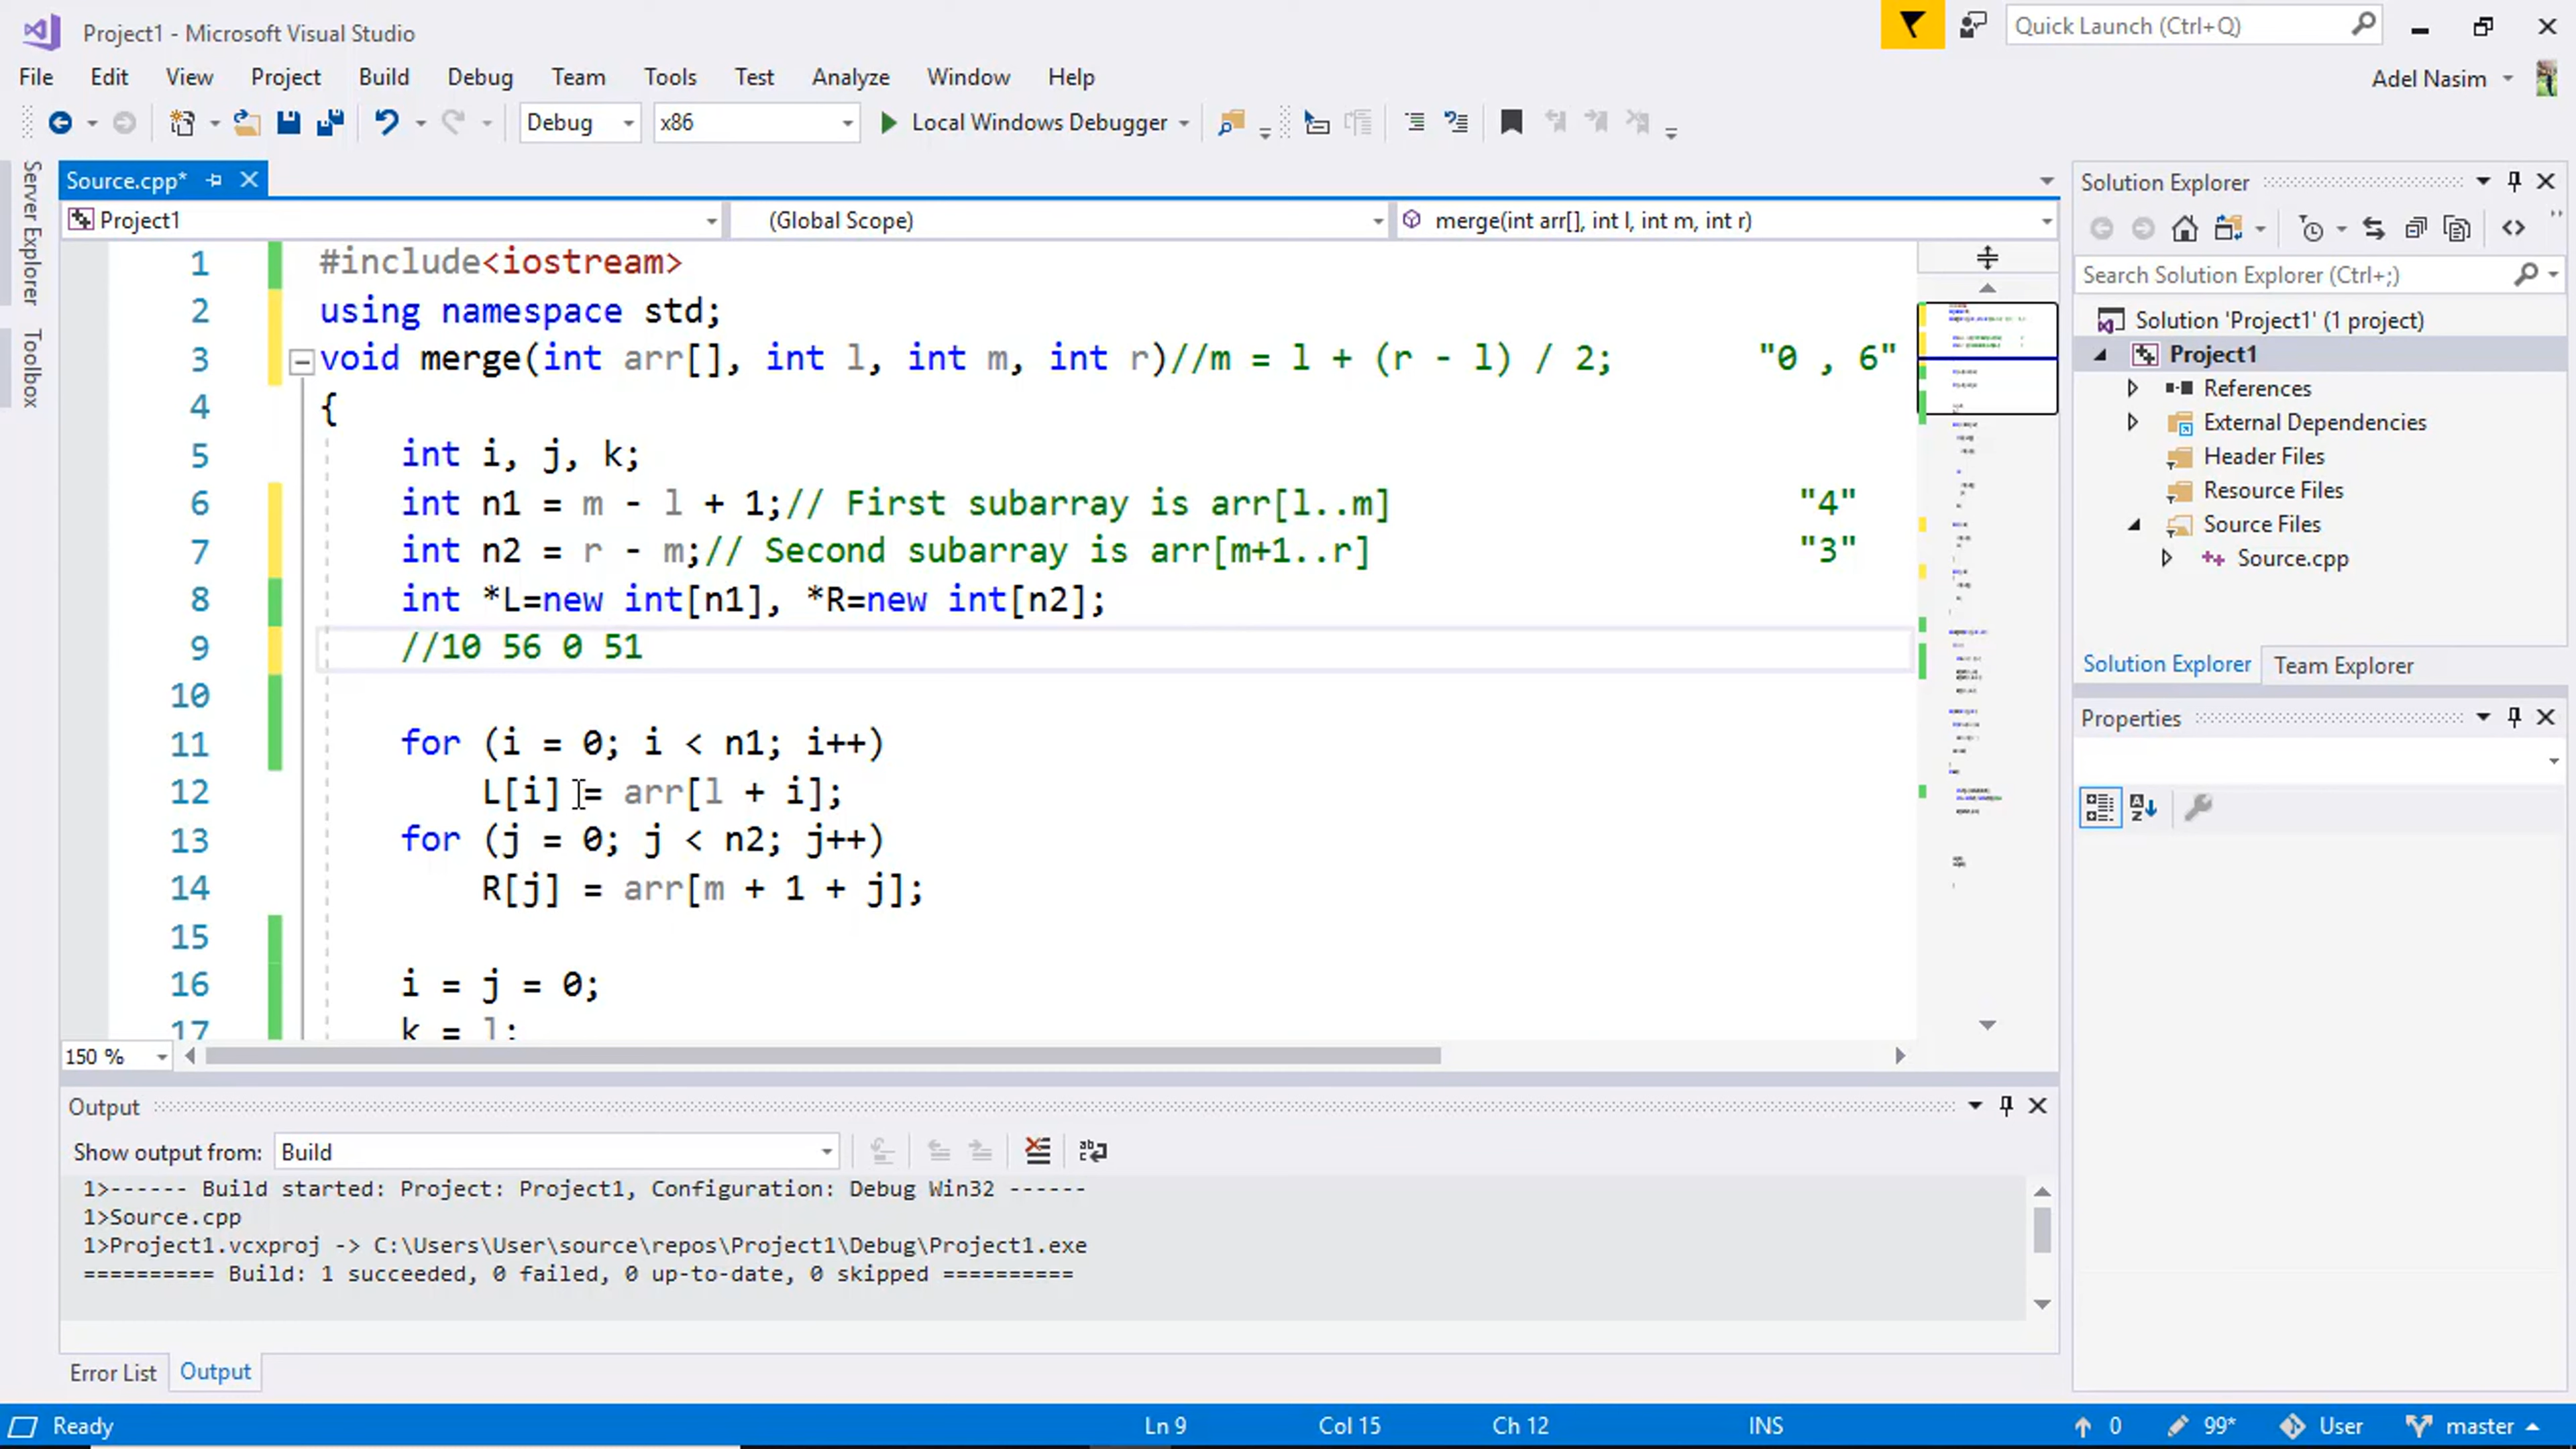 Project1 - Microsoft Visual Studio
Quick Launch (Ctrl+Q)
File Edit View Project Build Debug Team Tools Test Analyze Window Help
Adel Nasim
Debug x86 Local Windows Debugger
Server Explorer
Toolbox
Source.cpp*
Project1 (Global Scope) merge(int arr[], int l, int m, int r)
1 #include<iostream>
2 using namespace std;
3 void merge(int arr[], int l, int m, int r)//m = l + (r - l) / 2; "0 , 6"
4 {
5 int i, j, k;
6 int n1 = m - l + 1;// First subarray is arr[l..m] "4"
7 int n2 = r - m;// Second subarray is arr[m+1..r] "3"
8 int *L=new int[n1], *R=new int[n2];
9 //10 56 0 51
10
11 for (i = 0; i < n1; i++)
12 L[i] = arr[l + i];
13 for (j = 0; j < n2; j++)
14 R[j] = arr[m + 1 + j];
15
16 i = j = 0;
17 k = l;
150 %
Solution Explorer
Search Solution Explorer (Ctrl+;)
Solution 'Project1' (1 project)
Project1
References
External Dependencies
Header Files
Resource Files
Source Files
Source.cpp
Solution Explorer Team Explorer
Properties
Output
Show output from: Build
1>------ Build started: Project: Project1, Configuration: Debug Win32 ------
1>Source.cpp
1>Project1.vcxproj -> C:\Users\User\source\repos\Project1\Debug\Project1.exe
========== Build: 1 succeeded, 0 failed, 0 up-to-date, 0 skipped ==========
Error List Output
Ready Ln 9 Col 15 Ch 12 INS 0 99* User master